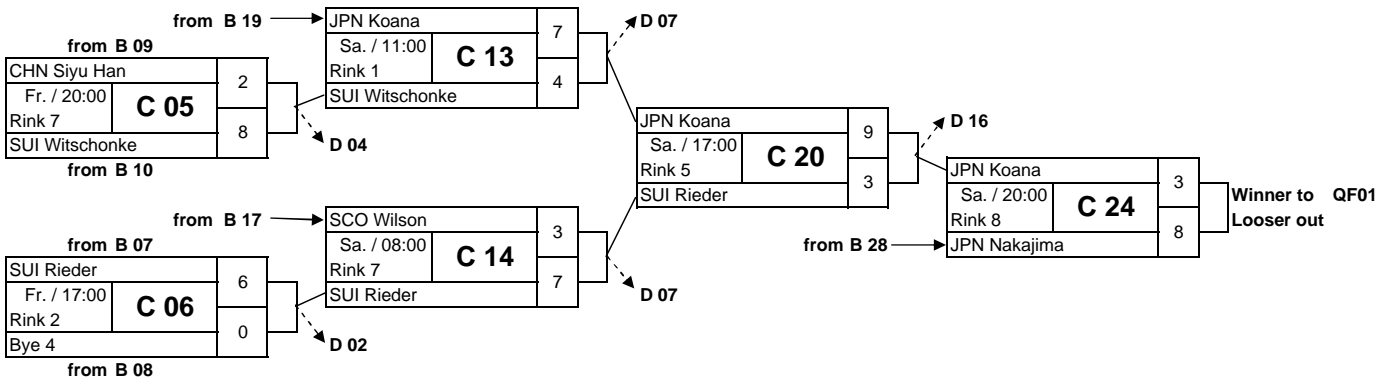 from B 19
JPN Koana
7
D 07
Sa. / 11:00
C 13
Rink 1
4
SUI Witschonke
from B 09
CHN Siyu Han
2
Fr. / 20:00
C 05
Rink 7
8
SUI Witschonke
D 04
from B 10
JPN Koana
9
D 16
Sa. / 17:00
C 20
Rink 5
3
SUI Rieder
JPN Koana
3
Sa. / 20:00
C 24
Rink 8
8
from B 28
JPN Nakajima
Winner to QF01
Looser out
from B 17
SCO Wilson
3
Sa. / 08:00
C 14
Rink 7
7
SUI Rieder
D 07
from B 07
SUI Rieder
6
Fr. / 17:00
C 06
Rink 2
0
Bye 4
D 02
from B 08